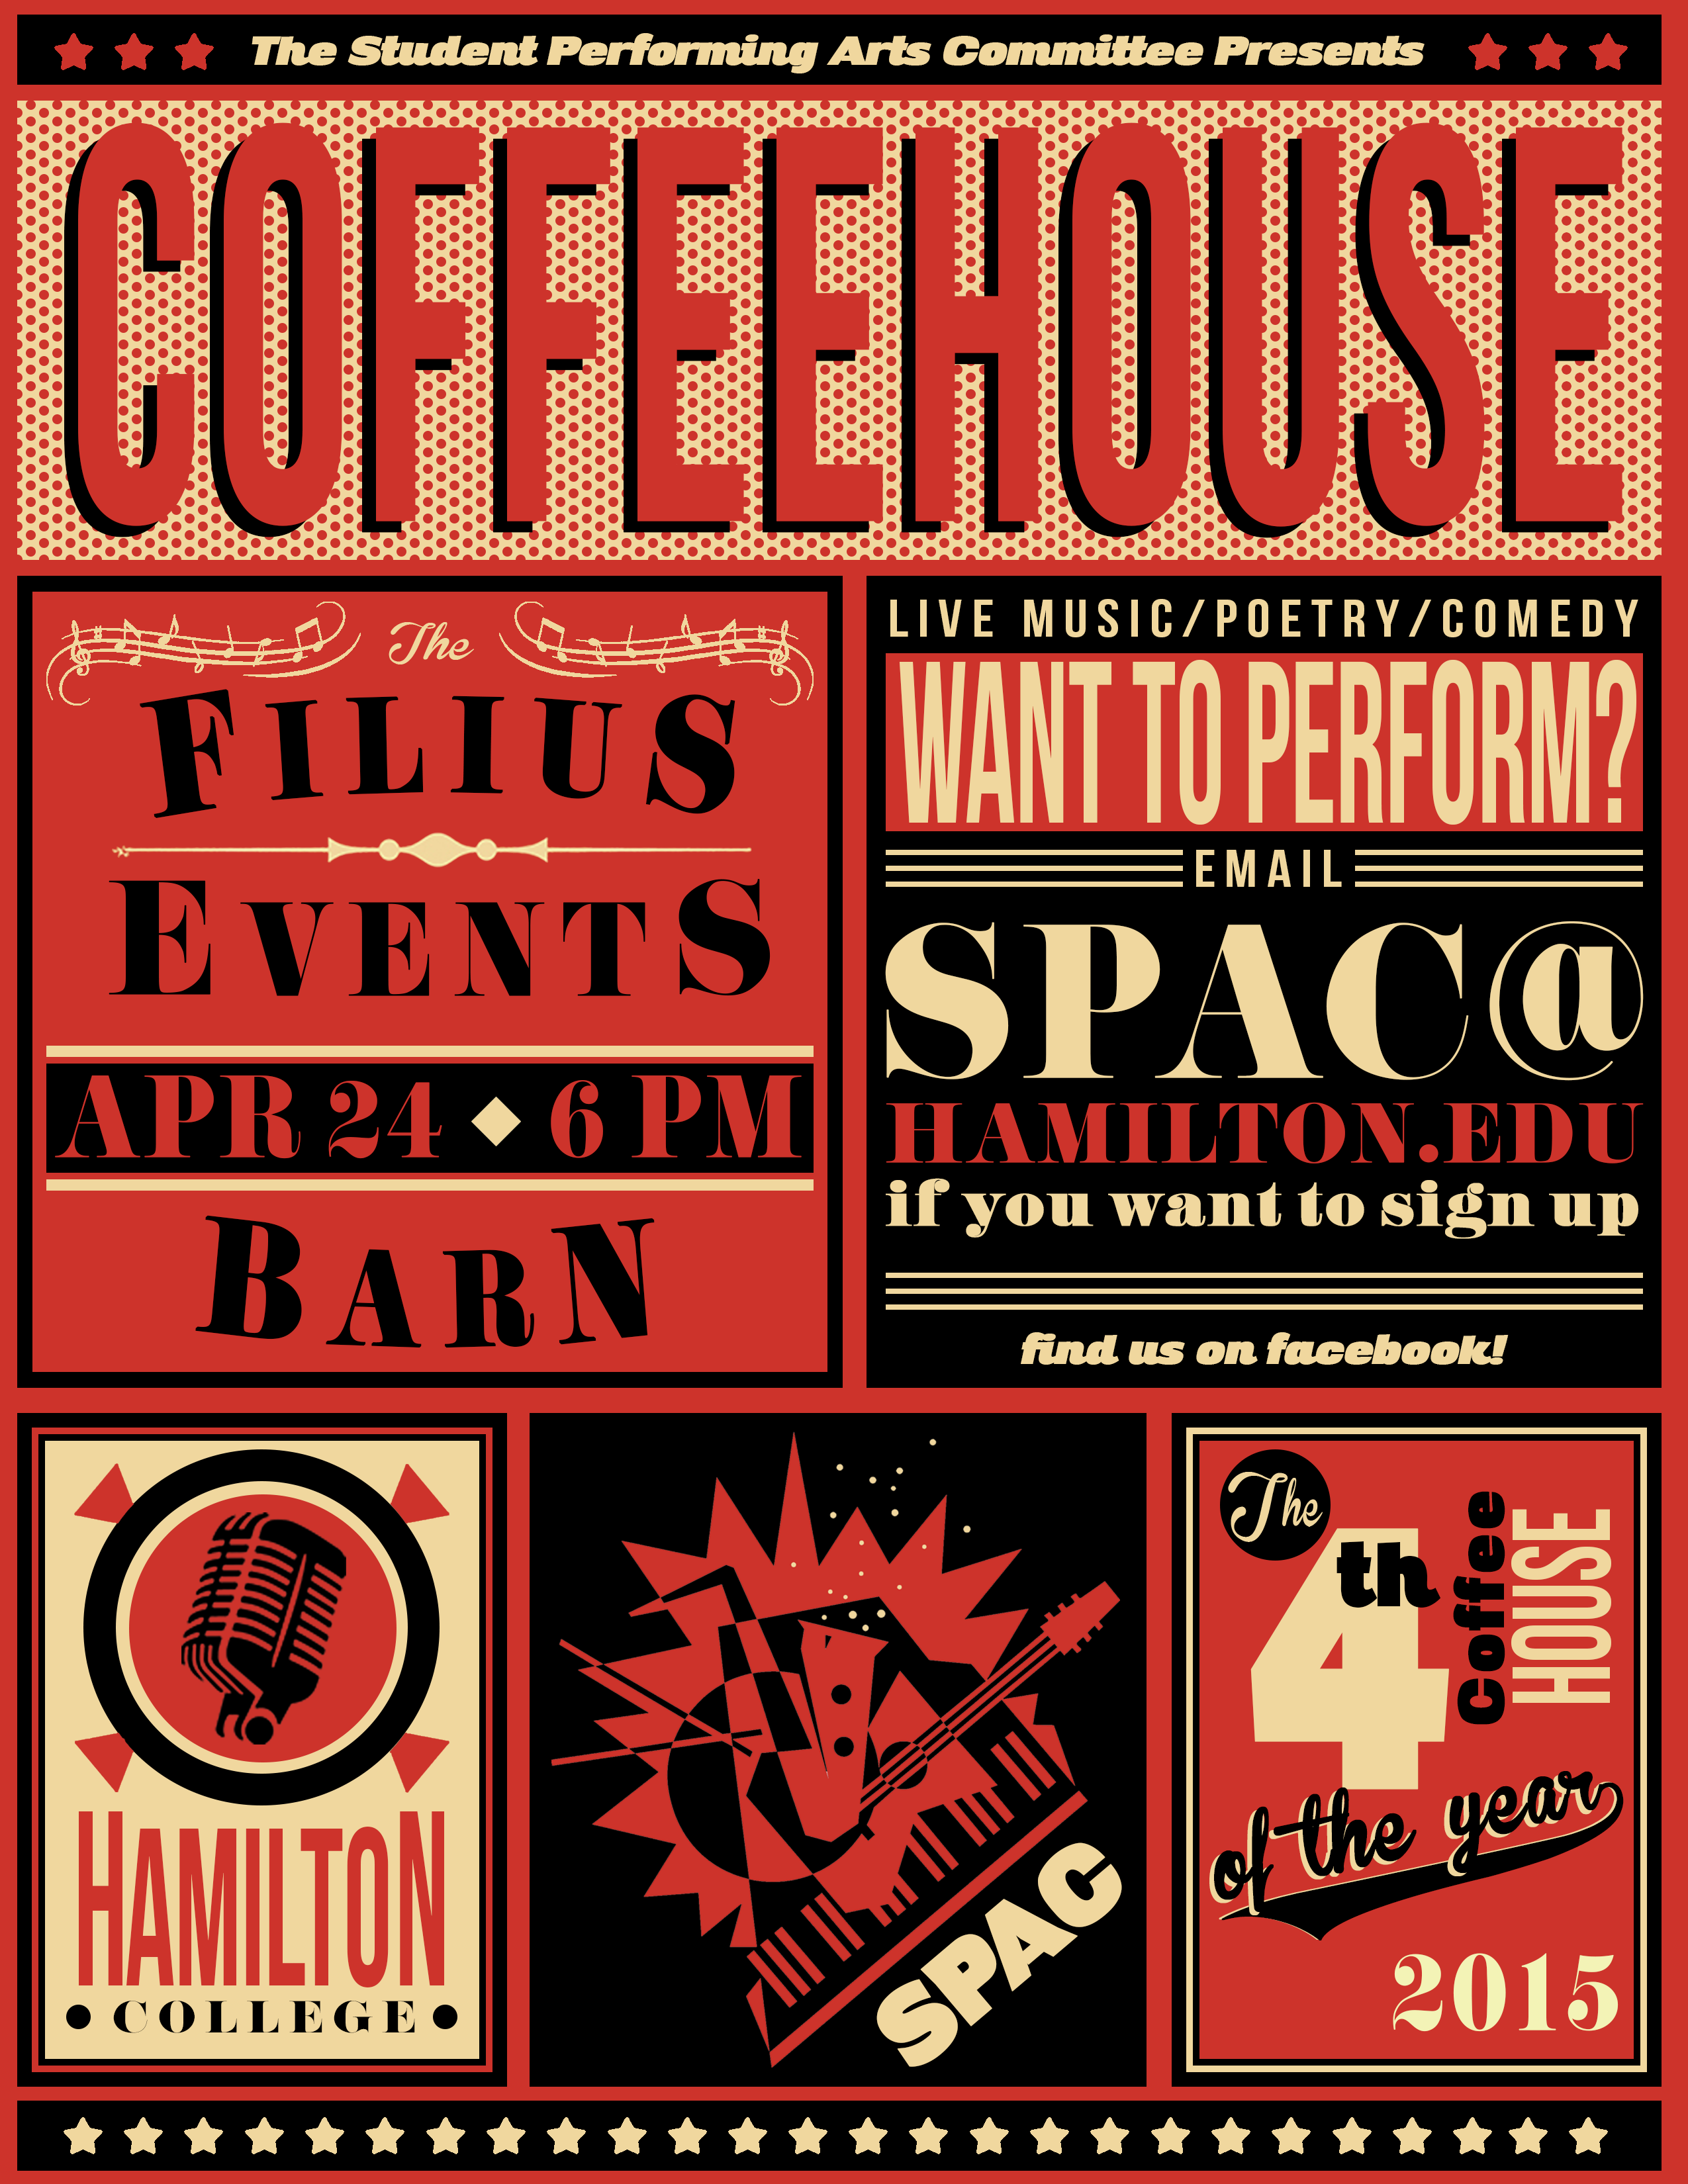 The Student Performing Arts Committee Presents
COFFEEHOUSE
The
FILIUS
EVENTS
APR 24 ◆ 6 PM
BARN
LIVE MUSIC/POETRY/COMEDY
WANT TO PERFORM?
EMAIL
SPAC@
HAMILTON.EDU
if you want to sign up
find us on facebook!
HAMILTON
• COLLEGE •
SPAC
The
4th
Coffee
HOUSE
of the year
2015